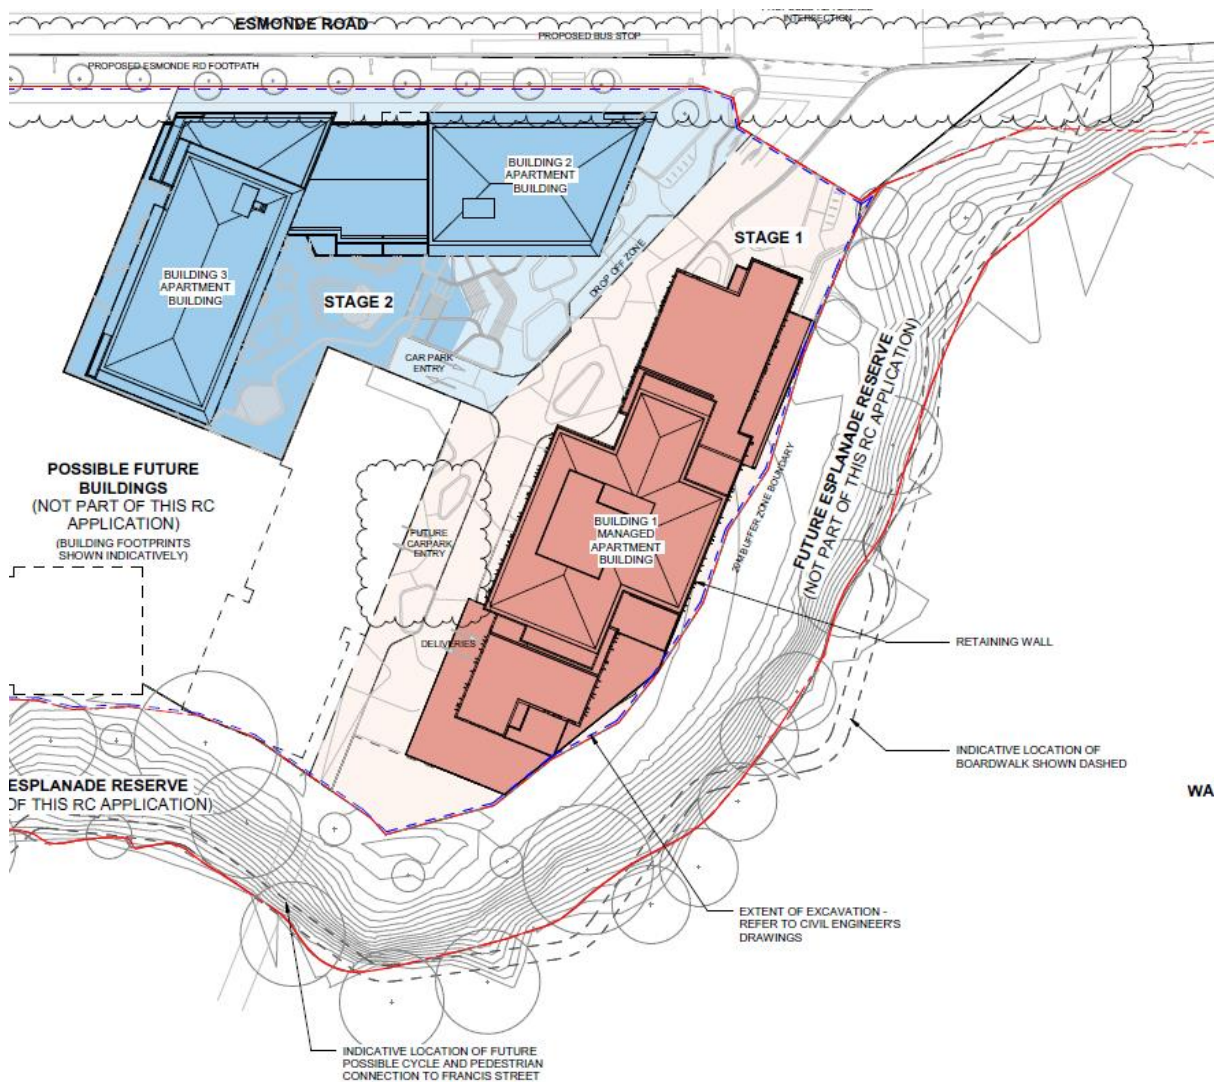 ESMONDE ROAD
INTERSECTION
PROPOSED BUS STOP
PROPOSED ESMONDE RD FOOTPATH
BUILDING 2
APARTMENT
BUILDING
STAGE 1
DROP OFF ZONE
BUILDING 3
APARTMENT
BUILDING
STAGE 2
CAR PARK
ENTRY
FUTURE ESPLANADE RESERVE
(NOT PART OF THIS RC APPLICATION)
20M BUFFER ZONE BOUNDARY
POSSIBLE FUTURE
BUILDINGS
(NOT PART OF THIS RC
APPLICATION)
(BUILDING FOOTPRINTS
SHOWN INDICATIVELY)
FUTURE
CARPARK
ENTRY
BUILDING 1
MANAGED
APARTMENT
BUILDING
DELIVERIES
RETAINING WALL
INDICATIVE LOCATION OF
BOARDWALK SHOWN DASHED
ESPLANADE RESERVE
OF THIS RC APPLICATION)
WA
EXTENT OF EXCAVATION -
REFER TO CIVIL ENGINEER'S
DRAWINGS
INDICATIVE LOCATION OF FUTURE
POSSIBLE CYCLE AND PEDESTRIAN
CONNECTION TO FRANCIS STREET